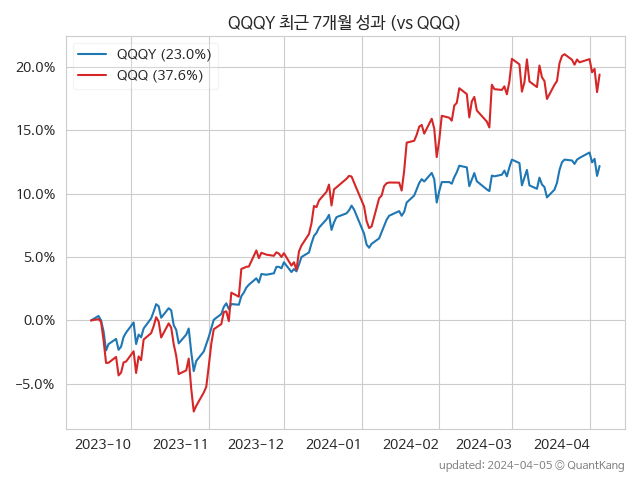 QQQY 최근 7개월 성과 (vs QQQ)
QQQY (23.0%)
QQQ (37.6%)
20.0%
15.0%
10.0%
5.0%
0.0%
−5.0%
2023−10 2023−11 2023−12 2024−01 2024−02 2024−03 2024−04
updated: 2024-04-05 © QuantKang